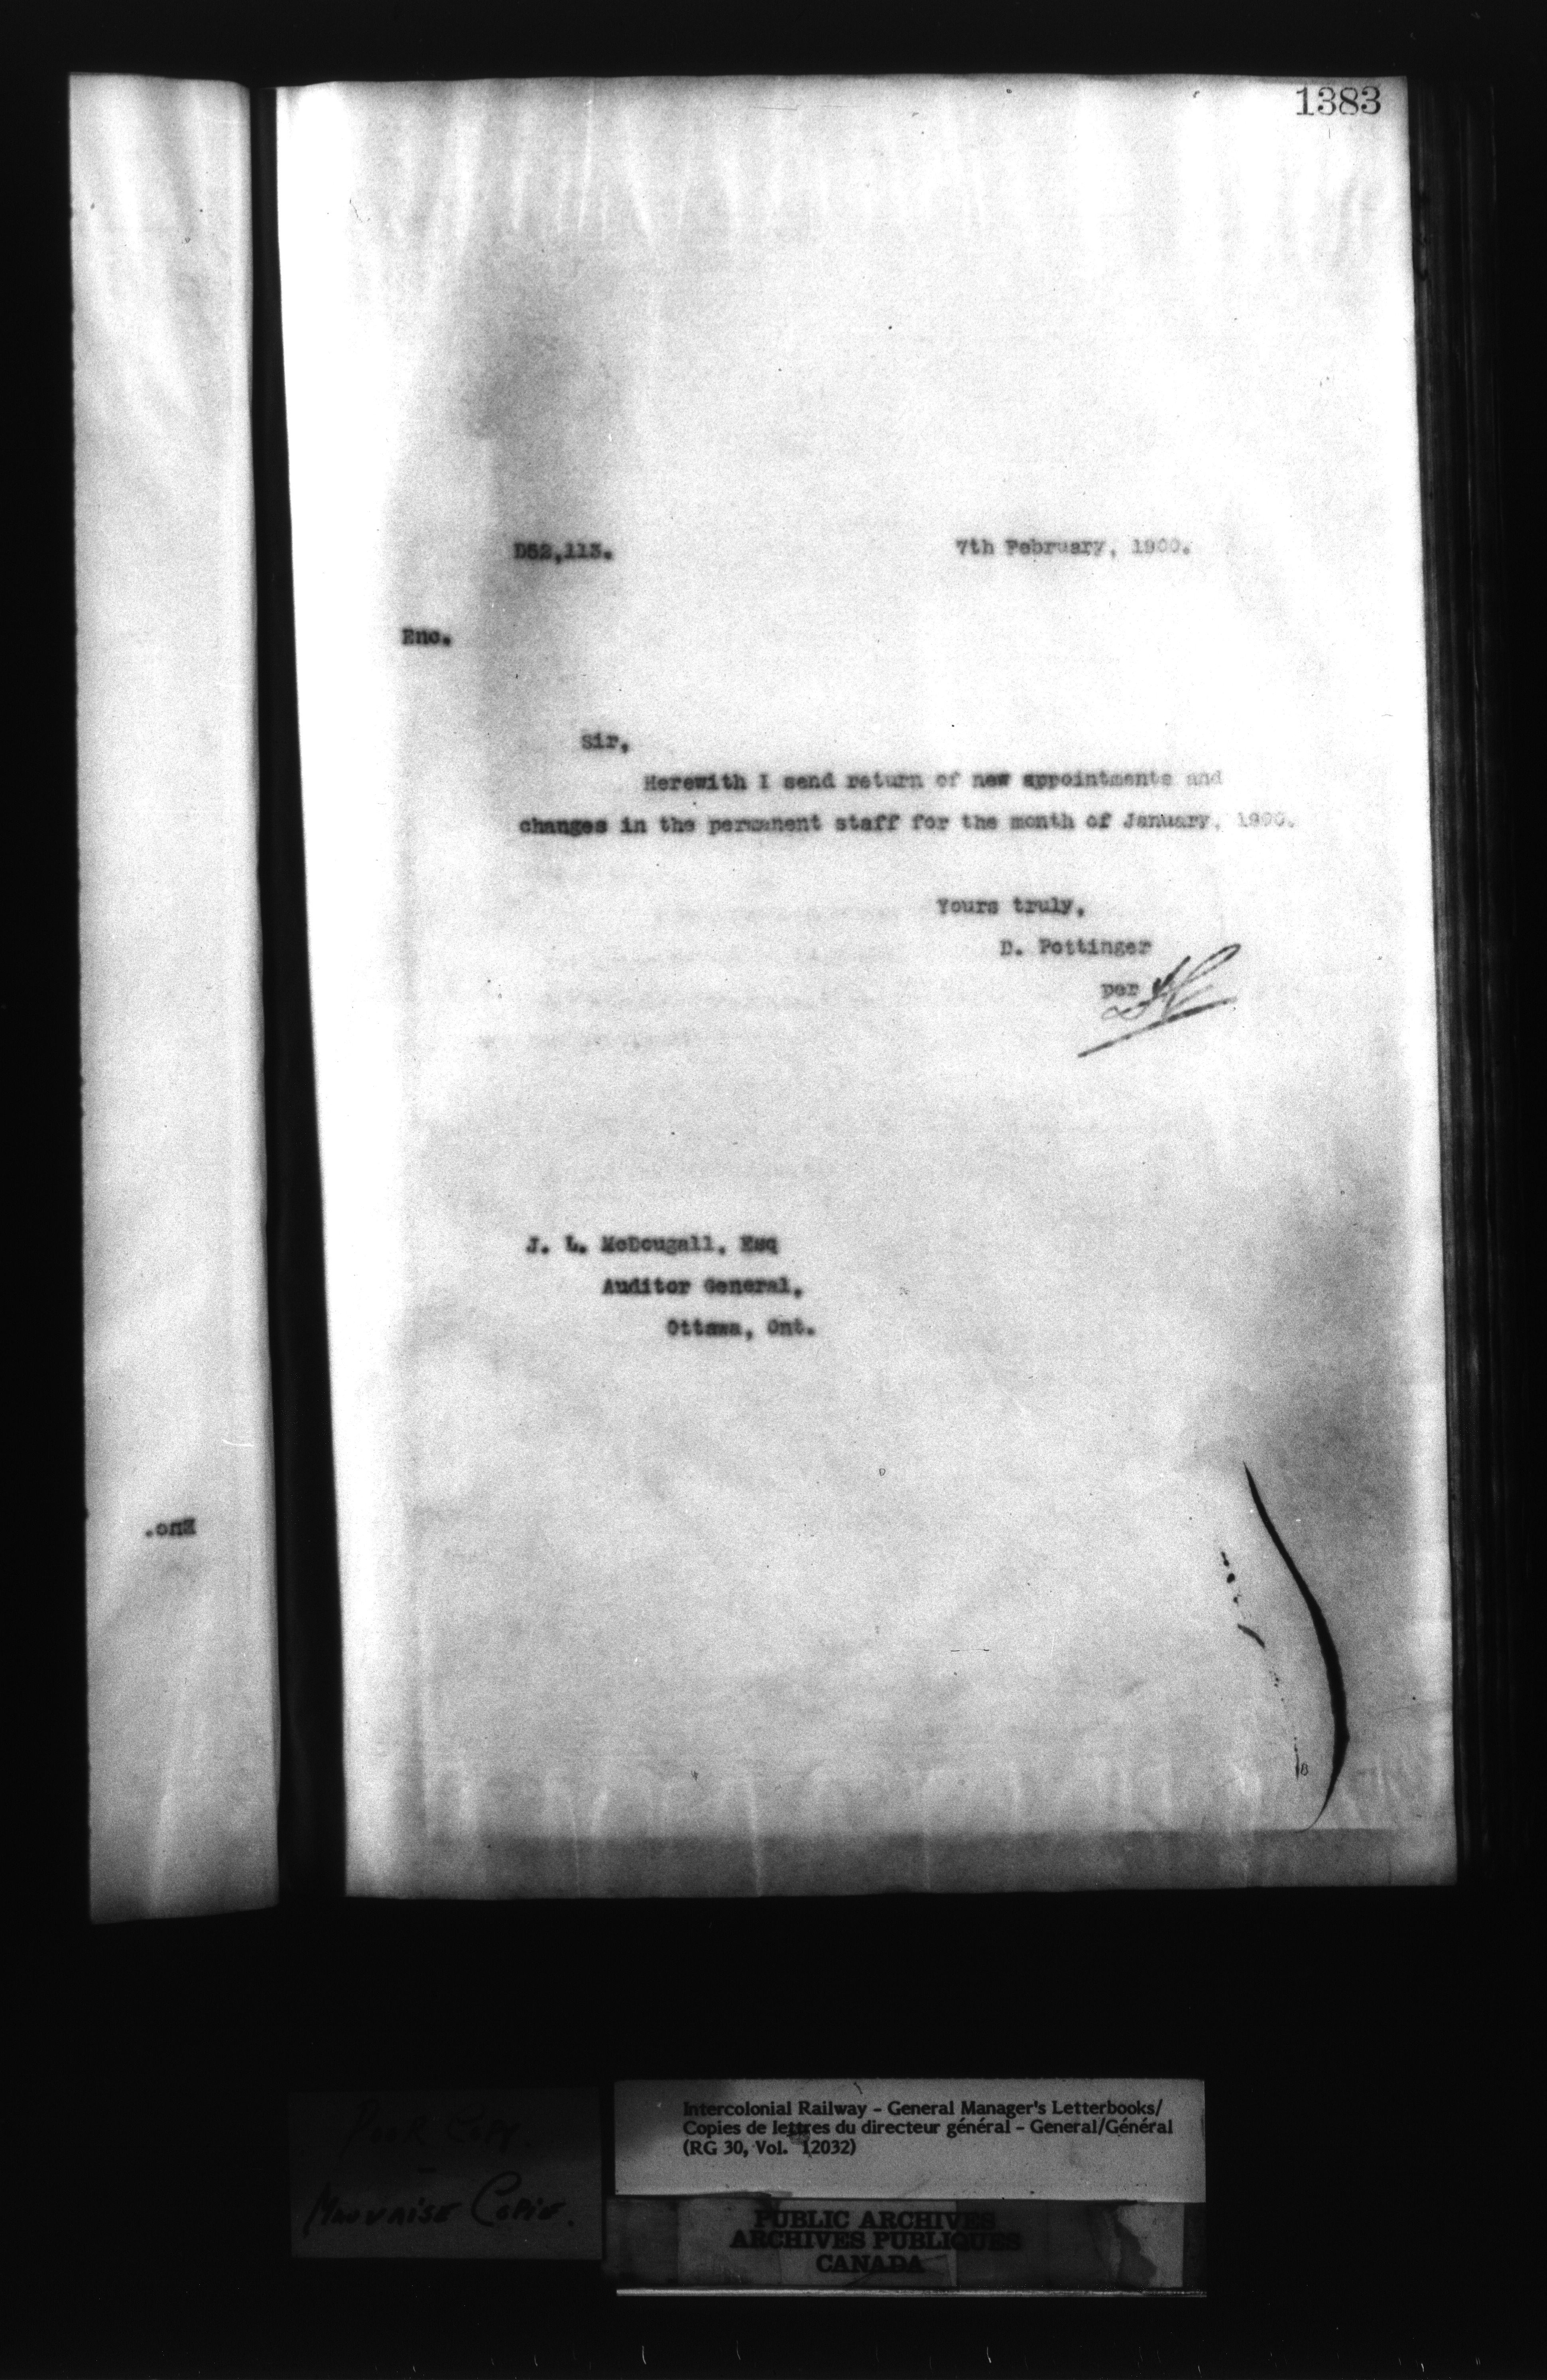 1383
D52,113.
7th February, 1900.
Enc.
Sir,
Herewith I send return of new appointments and
changes in the permanent staff for the month of January, 1900.
Yours truly,
D. Pottinger
per
J. L. McDougall, Esq
Auditor General,
Ottawa, Ont.
Enc.
Poor Copy.
Mauvaise Copie.
Intercolonial Railway – General Manager's Letterbooks/
Copies de lettres du directeur général – General/Général
(RG 30, Vol. 12032)
PUBLIC ARCHIVES
ARCHIVES PUBLIQUES
CANADA